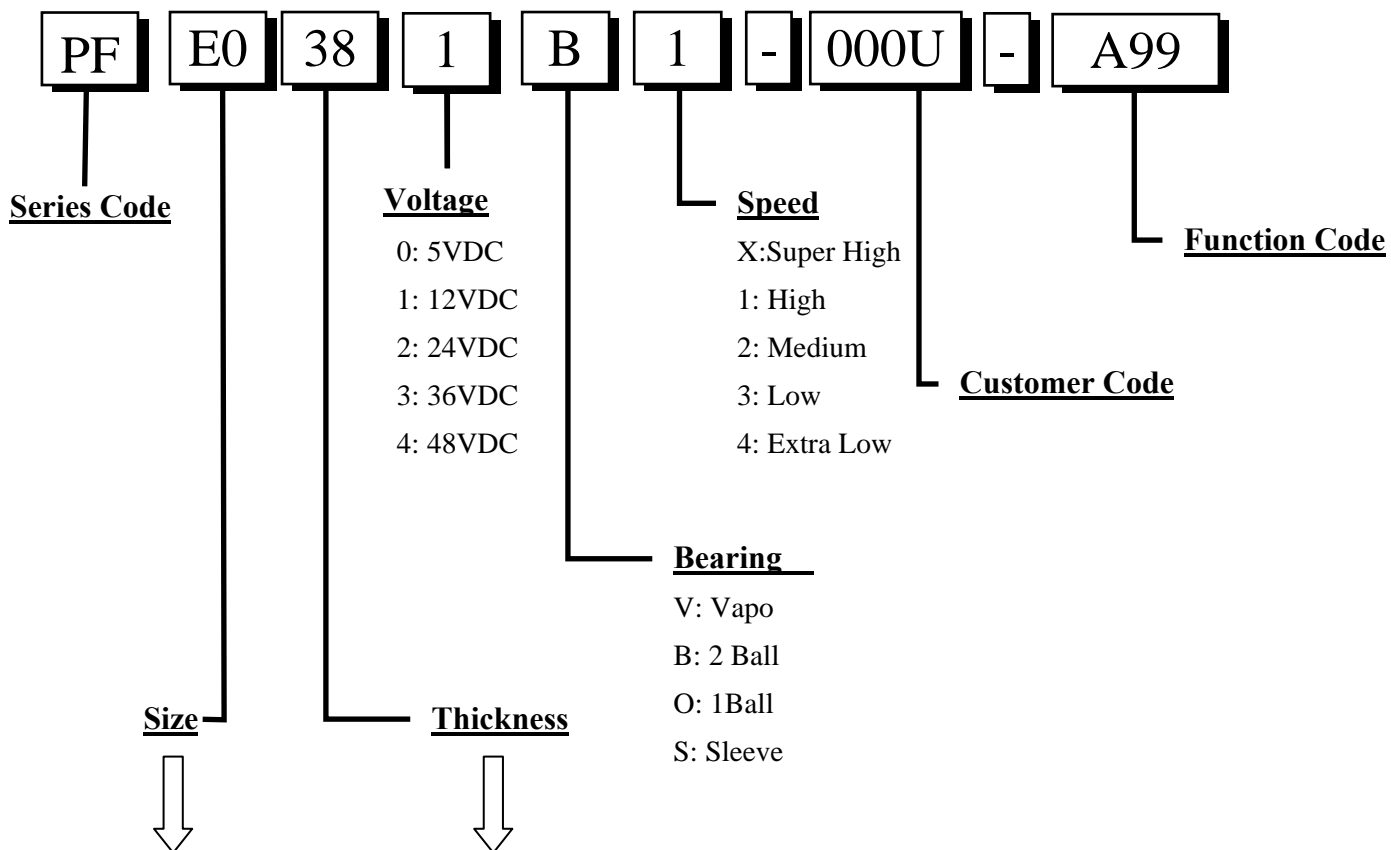 PF E0 38 1 B 1 - 000U - A99
Series Code
Voltage
0: 5VDC
1: 12VDC
2: 24VDC
3: 36VDC
4: 48VDC
Speed
X:Super High
1: High
2: Medium
3: Low
4: Extra Low
Function Code
Customer Code
Bearing
V: Vapo
B: 2 Ball
O: 1Ball
S: Sleeve
Size
Thickness